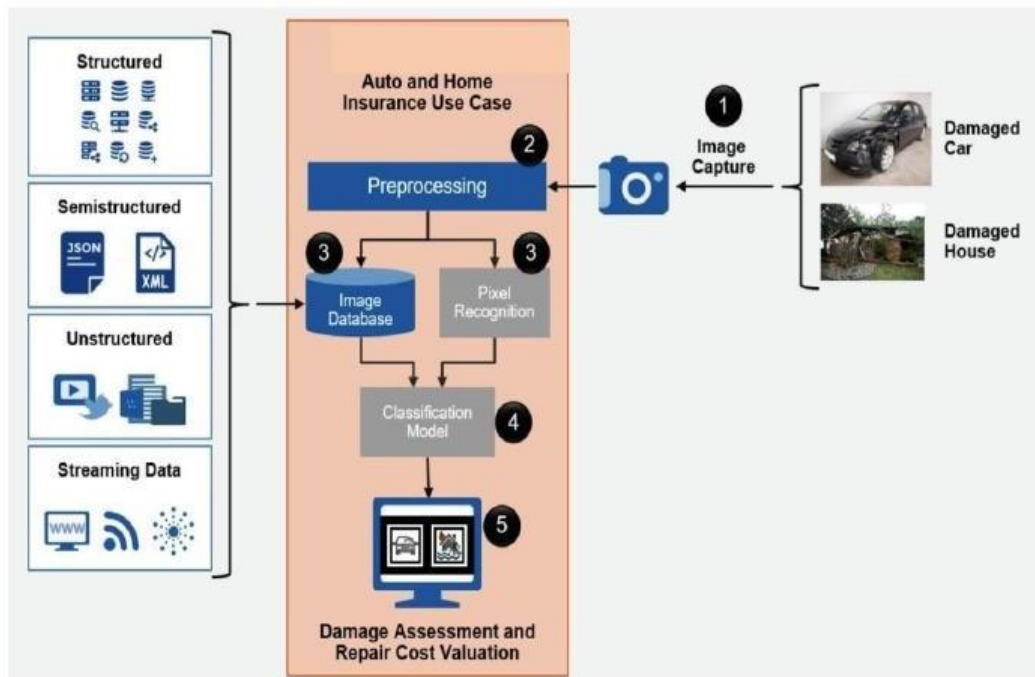 Structured
Semistructured
JSON
</>
XML
Unstructured
Streaming Data
WWW
Auto and Home
Insurance Use Case
2
Preprocessing
3
Image
Database
3
Pixel
Recognition
Classification
Model
4
5
Damage Assessment and
Repair Cost Valuation
1
Image
Capture
Damaged
Car
Damaged
House